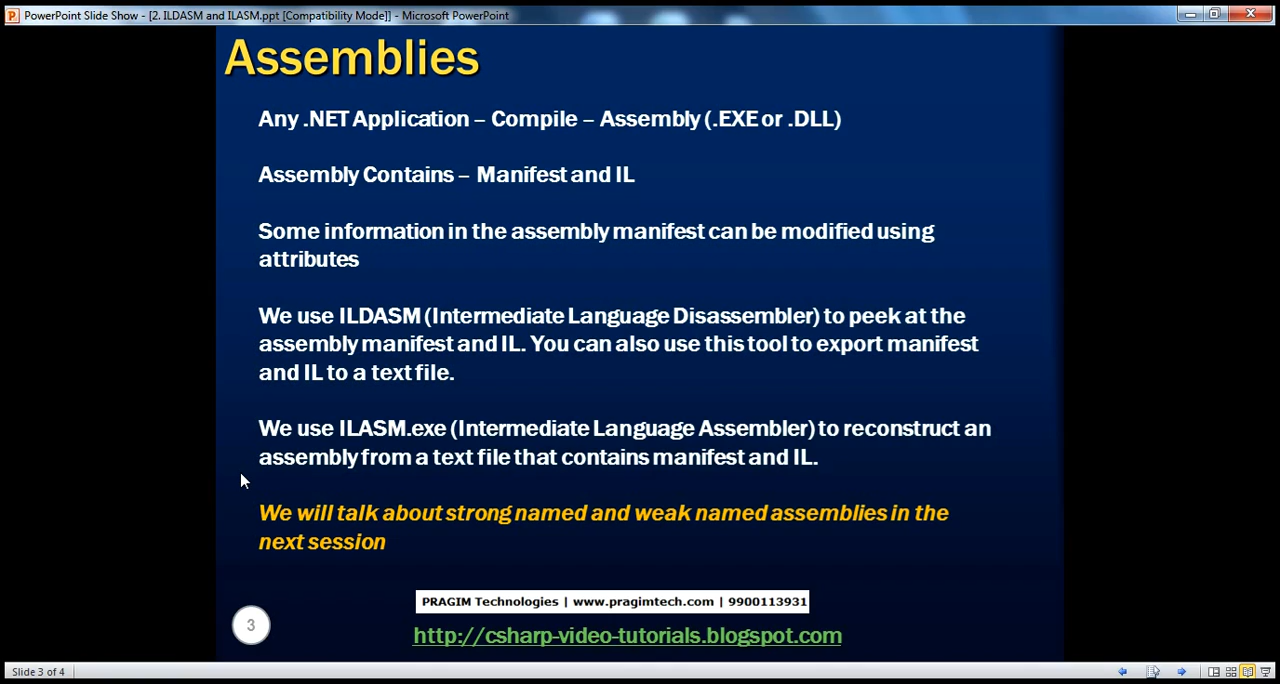 PowerPoint Slide Show - [2. ILDASM and ILASM.ppt [Compatibility Mode]] - Microsoft PowerPoint
Assemblies
Any .NET Application – Compile – Assembly (.EXE or .DLL)
Assembly Contains – Manifest and IL
Some information in the assembly manifest can be modified using
attributes
We use ILDASM (Intermediate Language Disassembler) to peek at the
assembly manifest and IL. You can also use this tool to export manifest
and IL to a text file.
We use ILASM.exe (Intermediate Language Assembler) to reconstruct an
assembly from a text file that contains manifest and IL.
We will talk about strong named and weak named assemblies in the
next session
PRAGIM Technologies | www.pragimtech.com | 9900113931
3
http://csharp-video-tutorials.blogspot.com
Slide 3 of 4